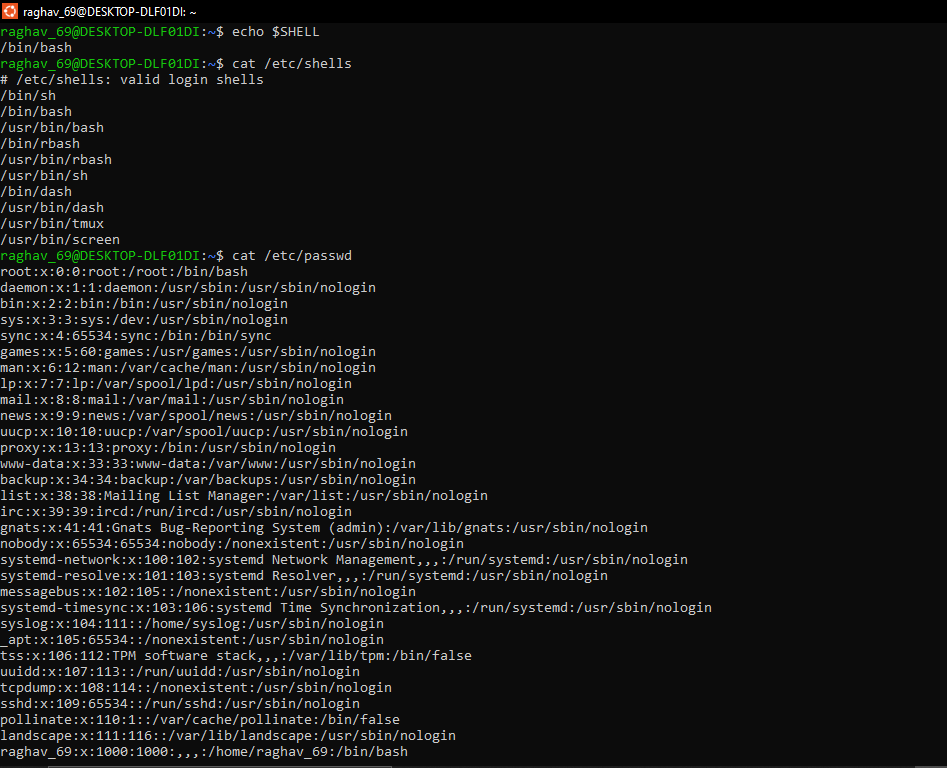 raghav_69@DESKTOP-DLF01DI: ~
raghav_69@DESKTOP-DLF01DI:~$ echo $SHELL
/bin/bash
raghav_69@DESKTOP-DLF01DI:~$ cat /etc/shells
# /etc/shells: valid login shells
/bin/sh
/bin/bash
/usr/bin/bash
/bin/rbash
/usr/bin/rbash
/usr/bin/sh
/bin/dash
/usr/bin/dash
/usr/bin/tmux
/usr/bin/screen
raghav_69@DESKTOP-DLF01DI:~$ cat /etc/passwd
root:x:0:0:root:/root:/bin/bash
daemon:x:1:1:daemon:/usr/sbin:/usr/sbin/nologin
bin:x:2:2:bin:/bin:/usr/sbin/nologin
sys:x:3:3:sys:/dev:/usr/sbin/nologin
sync:x:4:65534:sync:/bin:/bin/sync
games:x:5:60:games:/usr/games:/usr/sbin/nologin
man:x:6:12:man:/var/cache/man:/usr/sbin/nologin
lp:x:7:7:lp:/var/spool/lpd:/usr/sbin/nologin
mail:x:8:8:mail:/var/mail:/usr/sbin/nologin
news:x:9:9:news:/var/spool/news:/usr/sbin/nologin
uucp:x:10:10:uucp:/var/spool/uucp:/usr/sbin/nologin
proxy:x:13:13:proxy:/bin:/usr/sbin/nologin
www-data:x:33:33:www-data:/var/www:/usr/sbin/nologin
backup:x:34:34:backup:/var/backups:/usr/sbin/nologin
list:x:38:38:Mailing List Manager:/var/list:/usr/sbin/nologin
irc:x:39:39:ircd:/run/ircd:/usr/sbin/nologin
gnats:x:41:41:Gnats Bug-Reporting System (admin):/var/lib/gnats:/usr/sbin/nologin
nobody:x:65534:65534:nobody:/nonexistent:/usr/sbin/nologin
systemd-network:x:100:102:systemd Network Management,,,:/run/systemd:/usr/sbin/nologin
systemd-resolve:x:101:103:systemd Resolver,,,:/run/systemd:/usr/sbin/nologin
messagebus:x:102:105::/nonexistent:/usr/sbin/nologin
systemd-timesync:x:103:106:systemd Time Synchronization,,,:/run/systemd:/usr/sbin/nologin
syslog:x:104:111::/home/syslog:/usr/sbin/nologin
_apt:x:105:65534::/nonexistent:/usr/sbin/nologin
tss:x:106:112:TPM software stack,,,:/var/lib/tpm:/bin/false
uuidd:x:107:113::/run/uuidd:/usr/sbin/nologin
tcpdump:x:108:114::/nonexistent:/usr/sbin/nologin
sshd:x:109:65534::/run/sshd:/usr/sbin/nologin
pollinate:x:110:1::/var/cache/pollinate:/bin/false
landscape:x:111:116::/var/lib/landscape:/usr/sbin/nologin
raghav_69:x:1000:1000:,,,:/home/raghav_69:/bin/bash